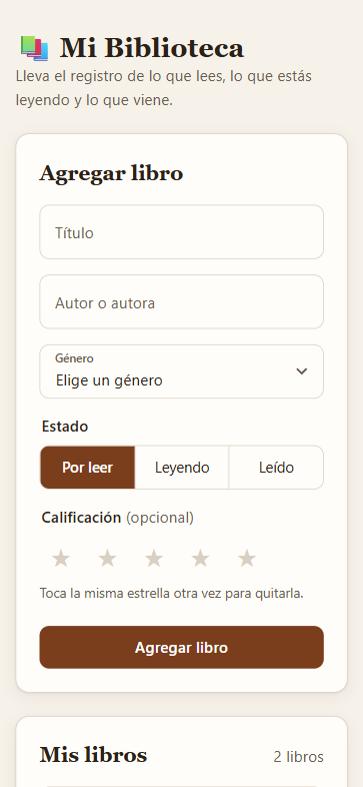 Mi Biblioteca
Lleva el registro de lo que lees, lo que estás
leyendo y lo que viene.
Agregar libro
Título
Autor o autora
Género
Elige un género
Estado
Por leer
Leyendo
Leído
Calificación (opcional)
Toca la misma estrella otra vez para quitarla.
Agregar libro
Mis libros
2 libros